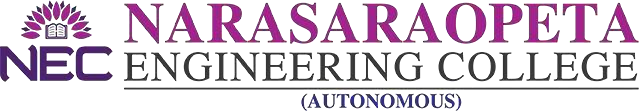 NEC
NARASARAOPETA
ENGINEERING COLLEGE
(AUTONOMOUS)